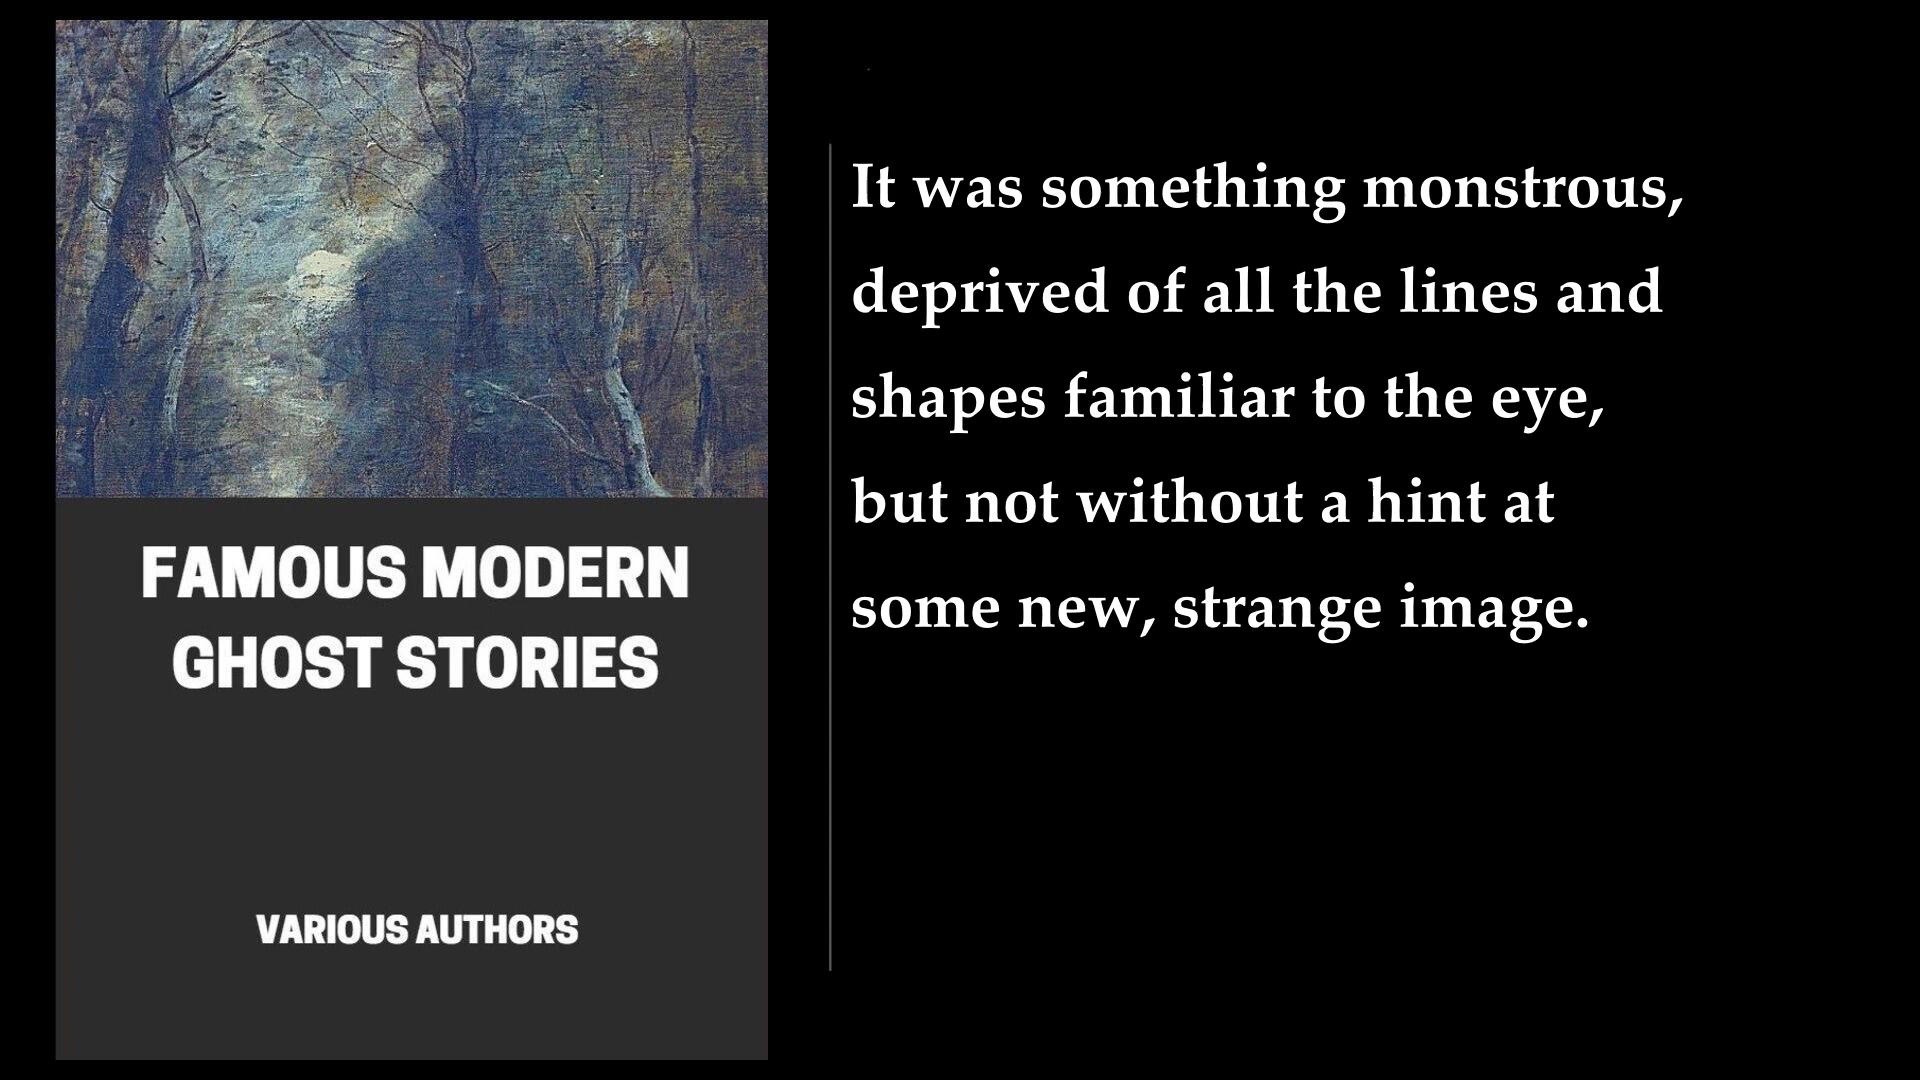 FAMOUS MODERN
GHOST STORIES
VARIOUS AUTHORS
It was something monstrous,
deprived of all the lines and
shapes familiar to the eye,
but not without a hint at
some new, strange image.